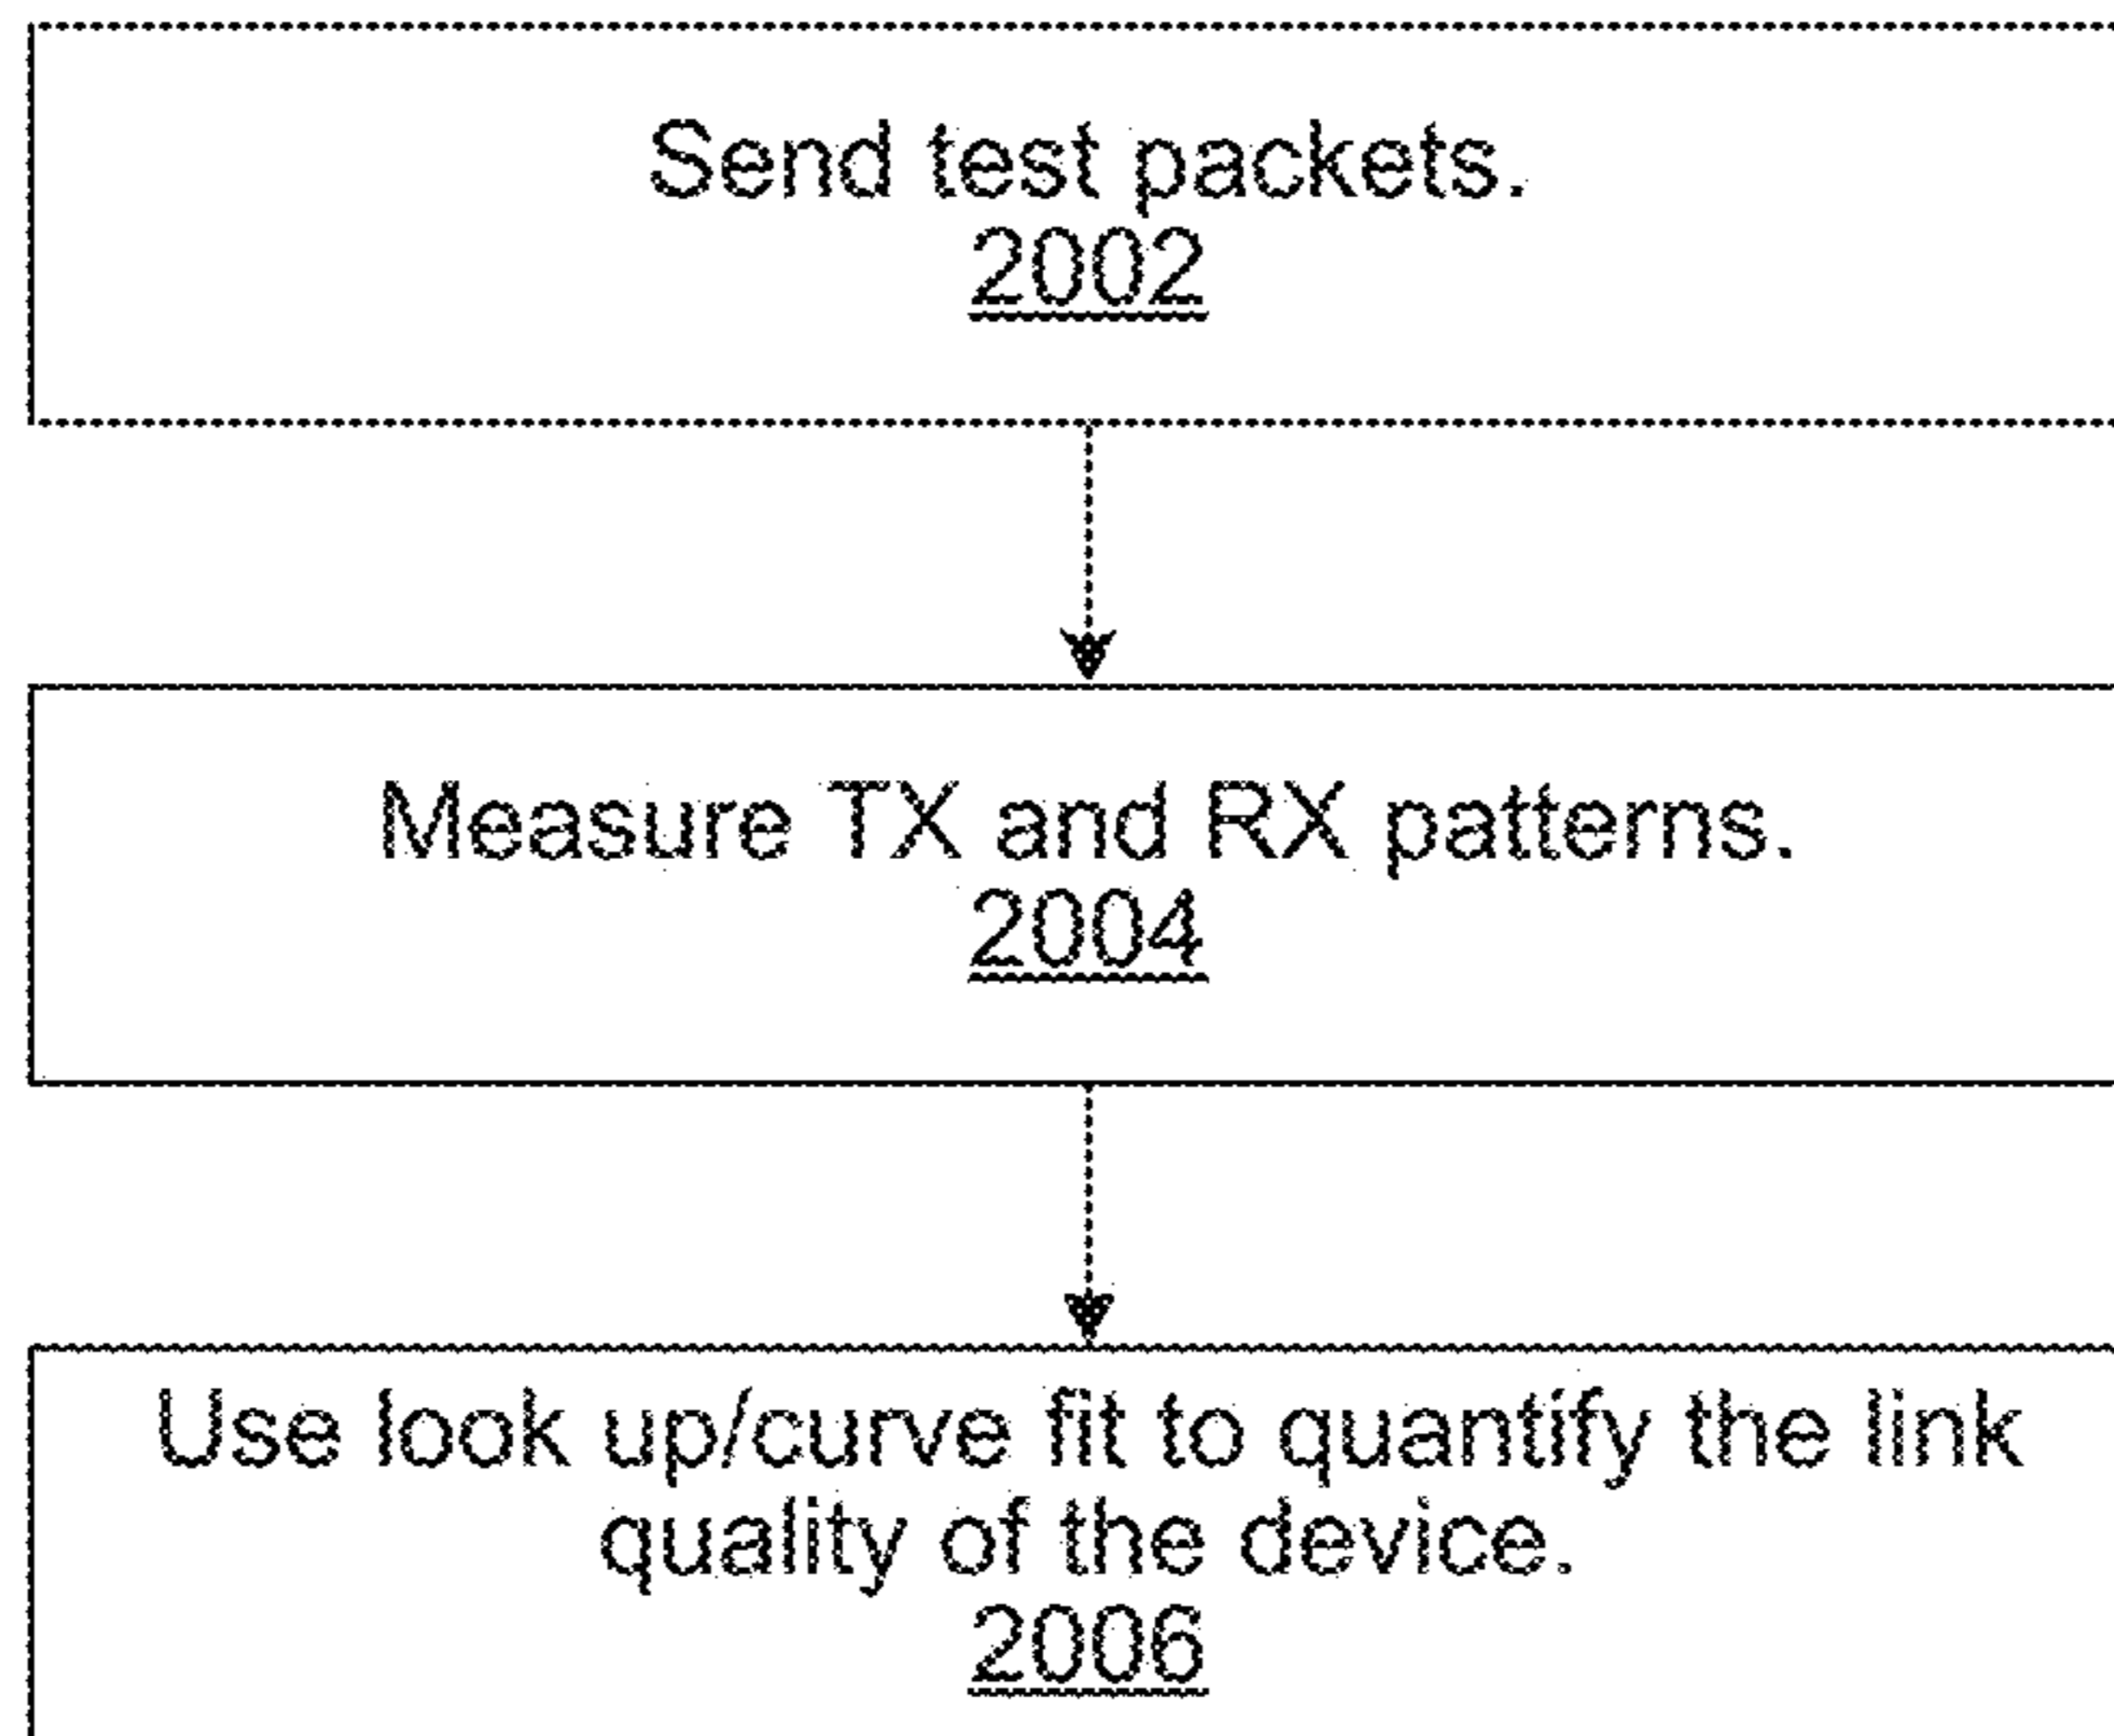 Send test packets.
2002
Measure TX and RX patterns.
2004
Use look up/curve fit to quantify the link
quality of the device.
2006